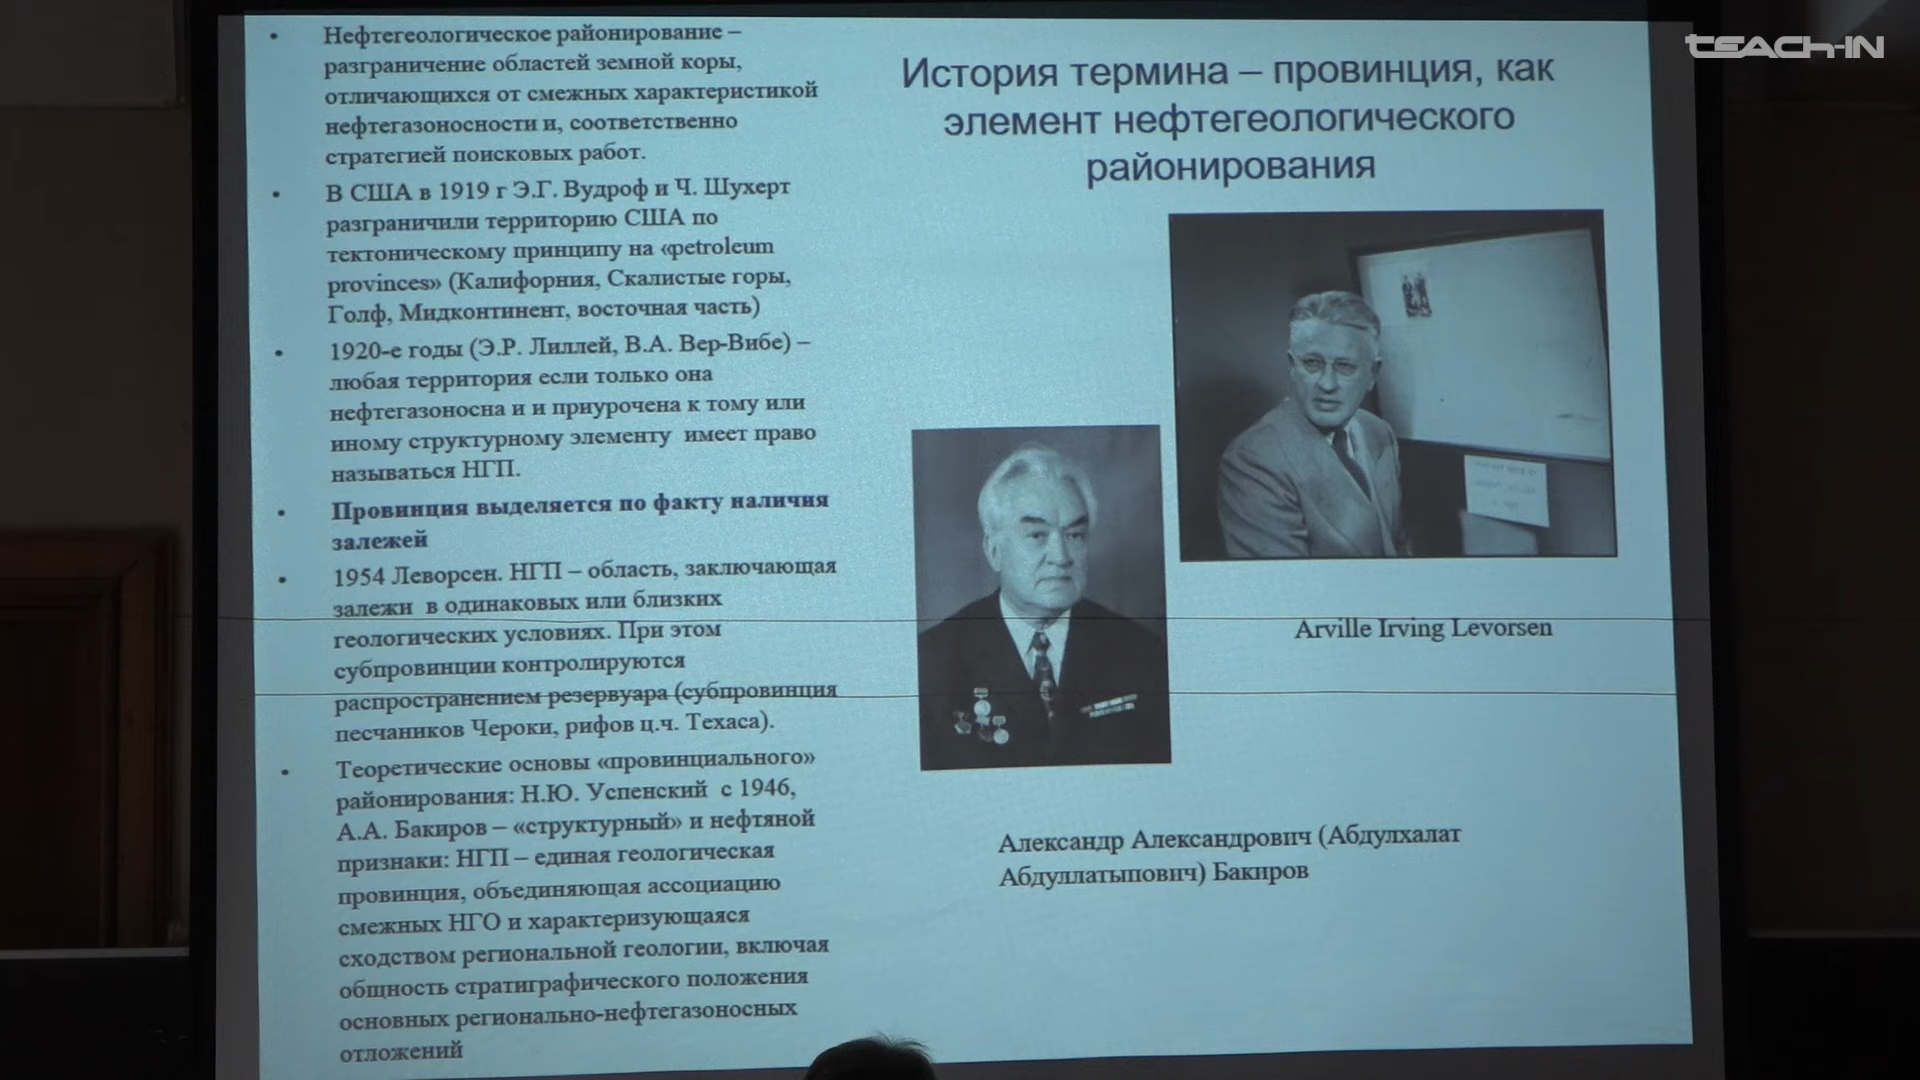 teach-in
История термина – провинция, как
элемент нефтегеологического
районирования
• Нефтегеологическое районирование –
разграничение областей земной коры,
отличающихся от смежных характеристикой
нефтегазоносности и, соответственно
стратегией поисковых работ.
• В США в 1919 г Э.Г. Вудроф и Ч. Шухерт
разграничили территорию США по
тектоническому принципу на «petroleum
provinces» (Калифорния, Скалистые горы,
Голф, Мидконтинент, восточная часть)
• 1920-е годы (Э.Р. Лиллей, В.А. Вер-Вибе) –
любая территория если только она
нефтегазоносна и и приурочена к тому или
иному структурному элементу имеет право
называться НГП.
• Провинция выделяется по факту наличия
залежей
• 1954 Леворсен. НГП – область, заключающая
залежи в одинаковых или близких
геологических условиях. При этом
субпровинции контролируются
распространением резервуара (субпровинция
песчаников Чероки, рифов ц.ч. Техаса).
• Теоретические основы «провинциального»
районирования: Н.Ю. Успенский с 1946,
А.А. Бакиров – «структурный» и нефтяной
признаки: НГП – единая геологическая
провинция, объединяющая ассоциацию
смежных НГО и характеризующаяся
сходством региональной геологии, включая
общность стратиграфического положения
основных регионально-нефтегазоносных
отложений
Arville Irving Levorsen
Александр Александрович (Абдулхалат
Абдуллатыпович) Бакиров